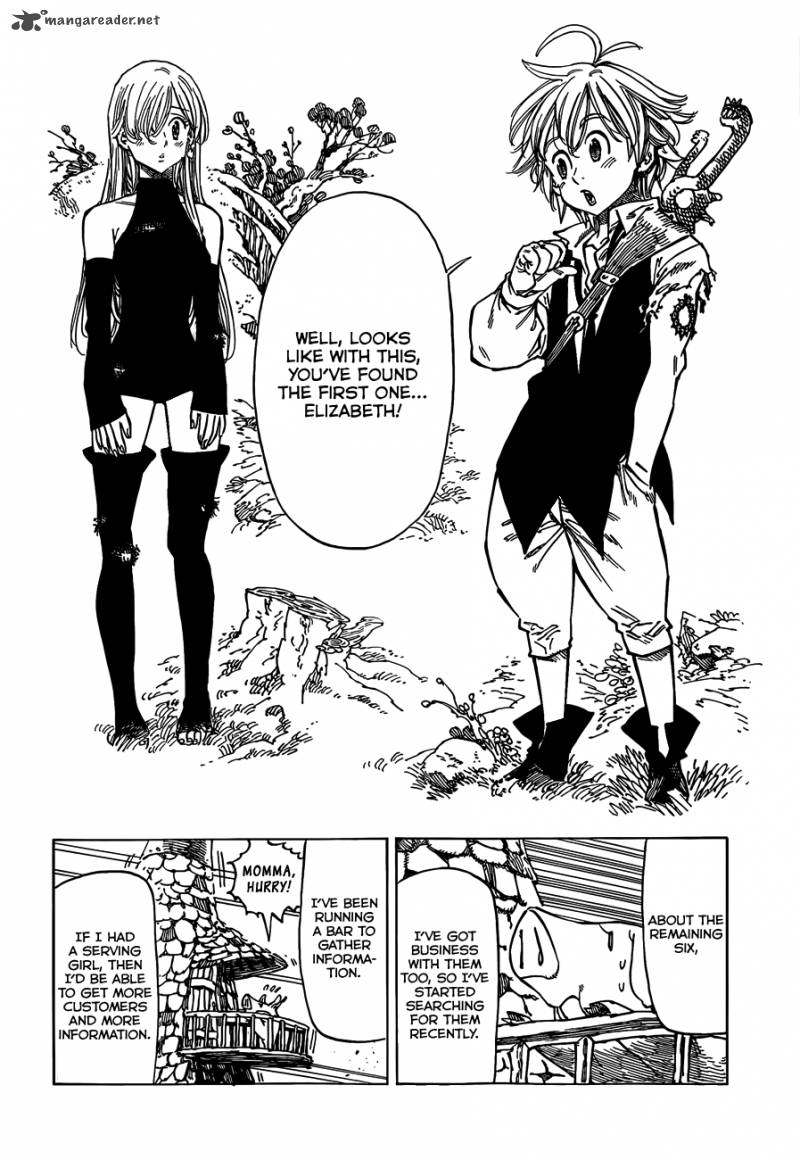 mangareader.net
WELL, LOOKS
LIKE WITH THIS,
YOU'VE FOUND
THE FIRST ONE...
ELIZABETH!
ABOUT THE
REMAINING
SIX,
I'VE GOT
BUSINESS
WITH THEM
TOO, SO I'VE
STARTED
SEARCHING
FOR THEM
RECENTLY.
I'VE BEEN
RUNNING
A BAR TO
GATHER
INFORMA-
TION.
MOMMA,
HURRY!
IF I HAD
A SERVING
GIRL, THEN
I'D BE ABLE
TO GET MORE
CUSTOMERS
AND MORE
INFORMATION.